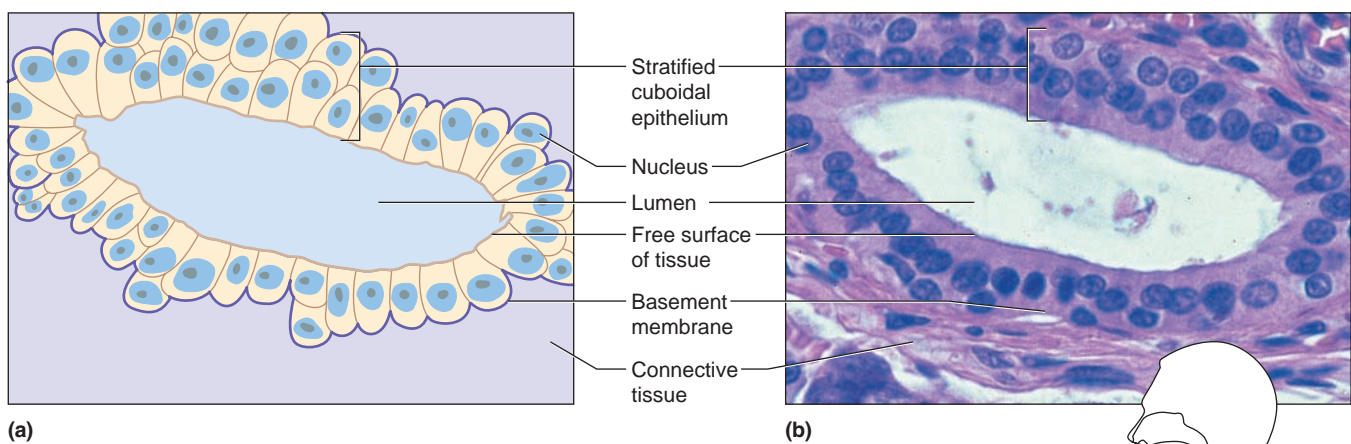 Stratified
cuboidal
epithelium
Nucleus
Lumen
Free surface
of tissue
Basement
membrane
Connective
tissue
(a)
(b)